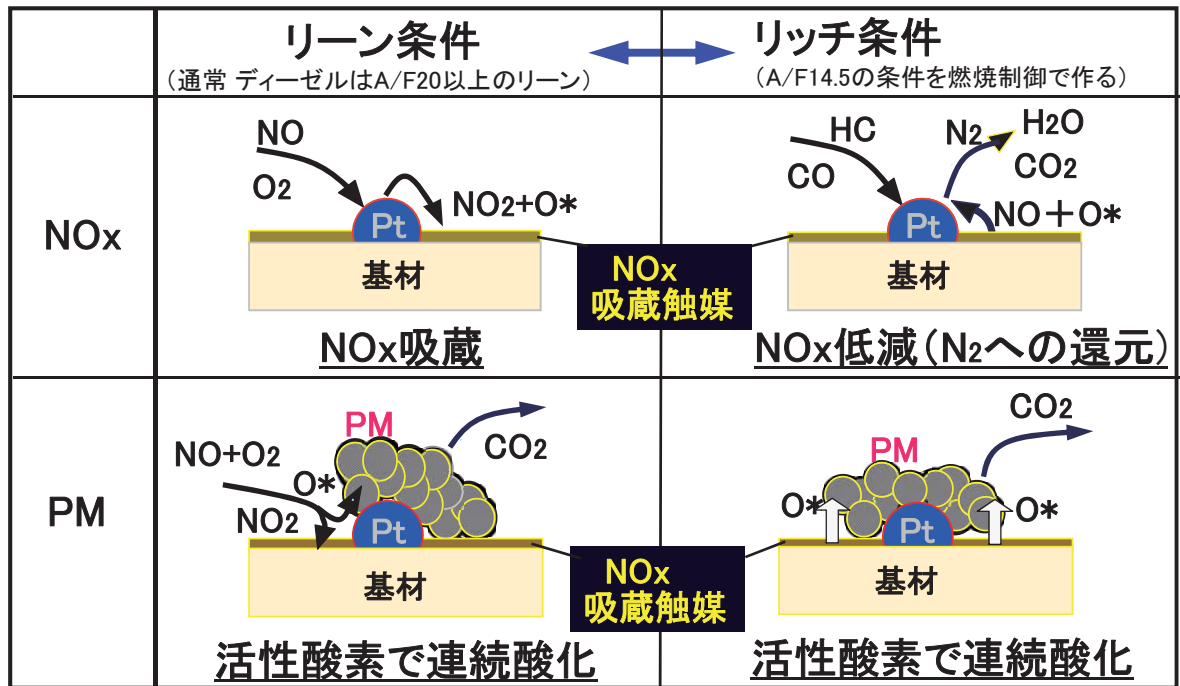 リーン条件
(通常 ディーゼルはA/F20以上のリーン)
リッチ条件
(A/F14.5の条件を燃焼制御で作る)
NOx
NO
O2
NO2+O*
Pt
基材
NOx吸蔵
NOx
吸蔵触媒
HC
CO
N2
H2O
CO2
NO+O*
Pt
基材
NOx低減(N2への還元)
PM
PM
NO+O2
O*
NO2
CO2
Pt
基材
活性酸素で連続酸化
NOx
吸蔵触媒
CO2
PM
O*
O*
Pt
基材
活性酸素で連続酸化